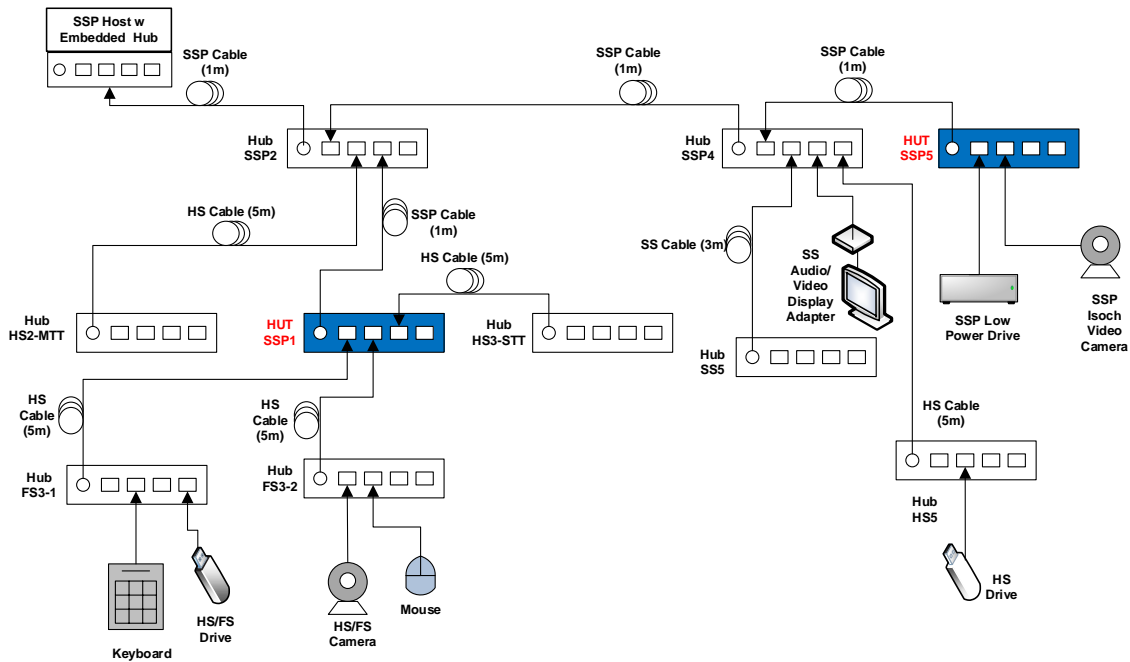 SSP Host w
Embedded Hub
SSP Cable
(1m)
SSP Cable
(1m)
SSP Cable
(1m)
Hub
SSP2
Hub
SSP4
HUT
SSP5
HS Cable (5m)
SSP Cable
(1m)
HS Cable (5m)
SS Cable (3m)
SS
Audio/
Video
Display
Adapter
SSP Low
Power Drive
SSP
Isoch
Video
Camera
Hub
HS2-MTT
HUT
SSP1
Hub
HS3-STT
Hub
SS5
HS
Cable
(5m)
HS
Cable
(5m)
HS Cable
(5m)
Hub
FS3-1
Hub
FS3-2
Hub
HS5
Keyboard
HS/FS
Drive
HS/FS
Camera
Mouse
HS
Drive